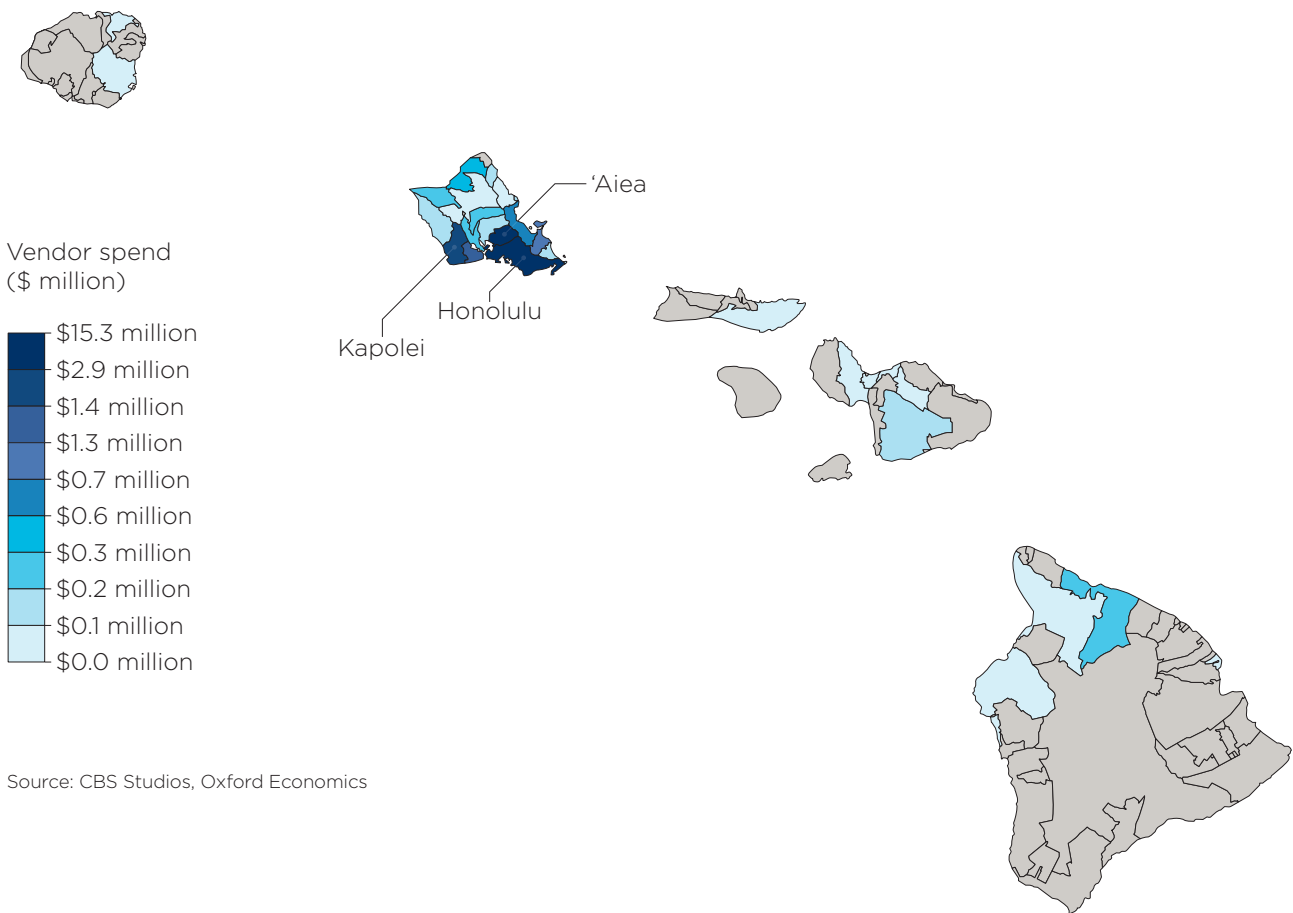 ‘Aiea
Honolulu
Kapolei
Vendor spend
($ million)
$15.3 million
$2.9 million
$1.4 million
$1.3 million
$0.7 million
$0.6 million
$0.3 million
$0.2 million
$0.1 million
$0.0 million
Source: CBS Studios, Oxford Economics